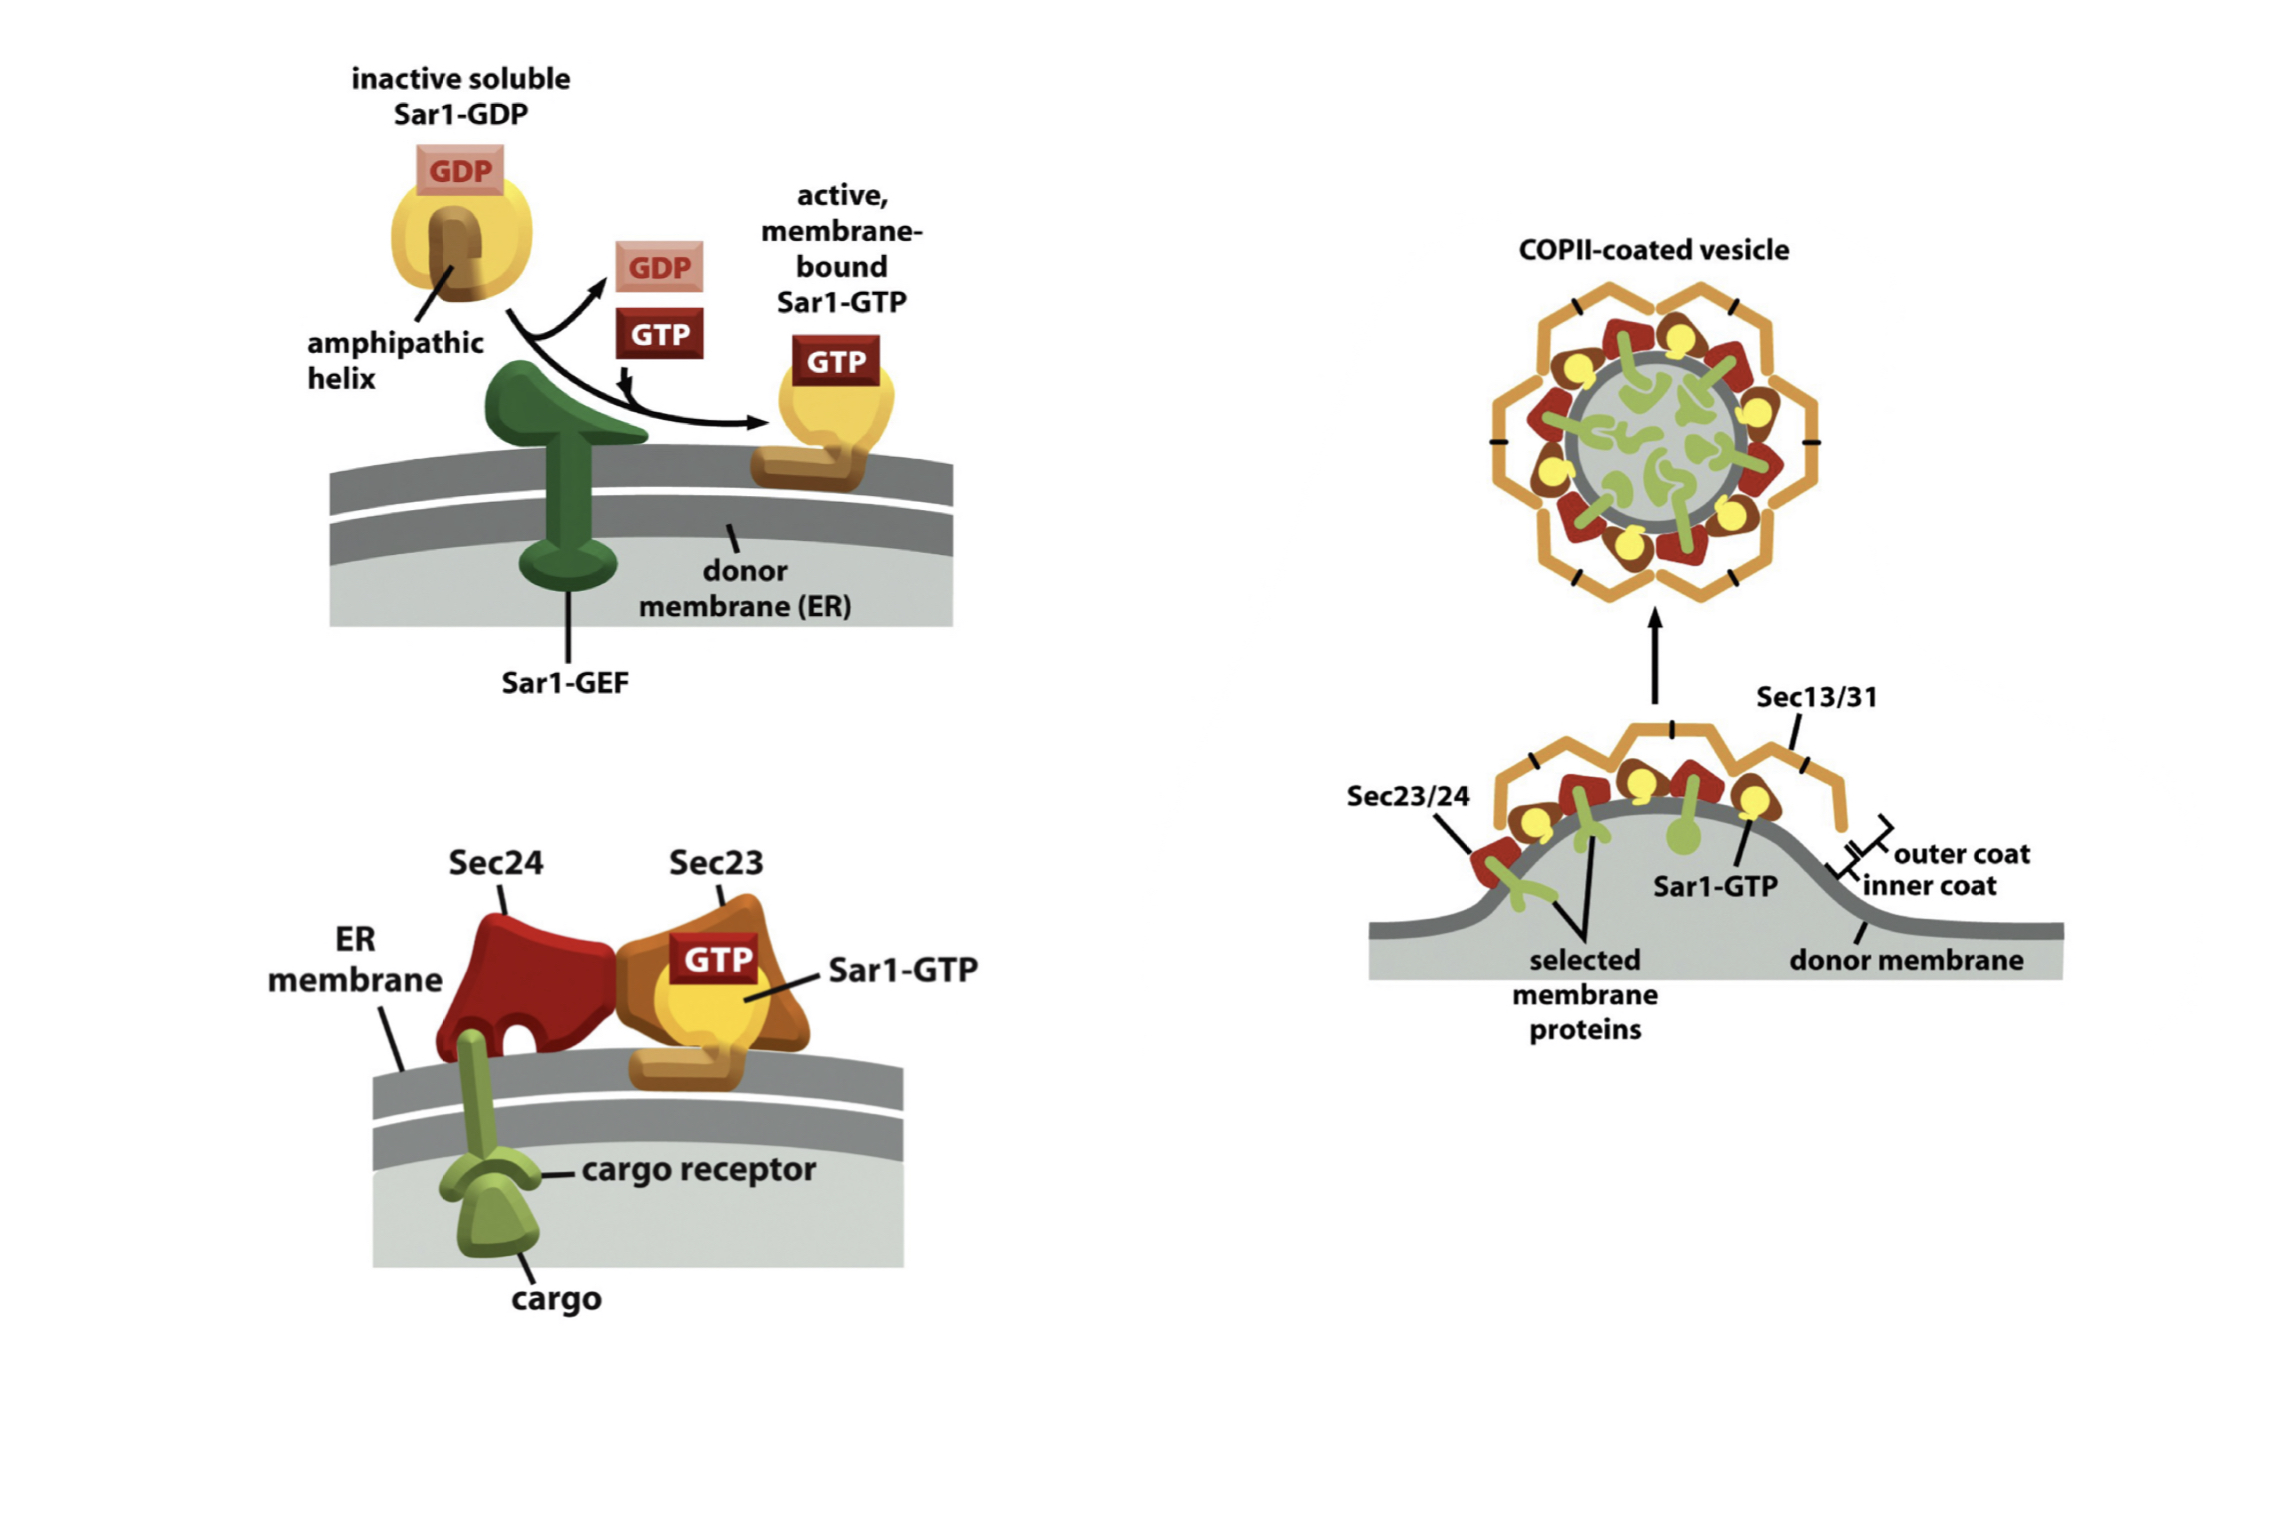 inactive soluble
Sar1-GDP
GDP
amphipathic
helix
GDP
GTP
active,
membrane-
bound
Sar1-GTP
GTP
donor
membrane (ER)
Sar1-GEF
Sec24
Sec23
ER
membrane
GTP
Sar1-GTP
cargo receptor
cargo
COPII-coated vesicle
Sec13/31
Sec23/24
outer coat
inner coat
Sar1-GTP
selected
membrane
proteins
donor membrane